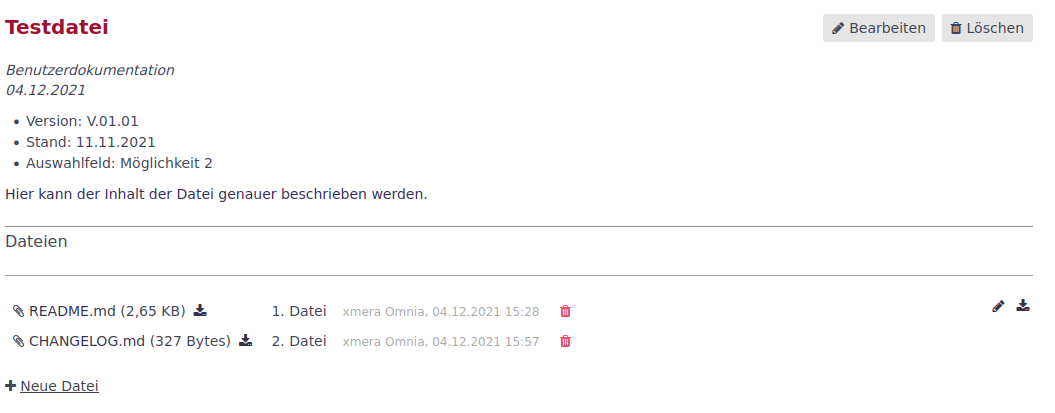 Testdatei
Bearbeiten
Löschen
Benutzerdokumentation
04.12.2021
• Version: V.01.01
• Stand: 11.11.2021
• Auswahlfeld: Möglichkeit 2
Hier kann der Inhalt der Datei genauer beschrieben werden.
Dateien
README.md (2,65 KB) 1. Datei xmera Omnia, 04.12.2021 15:28
CHANGELOG.md (327 Bytes) 2. Datei xmera Omnia, 04.12.2021 15:57
Neue Datei